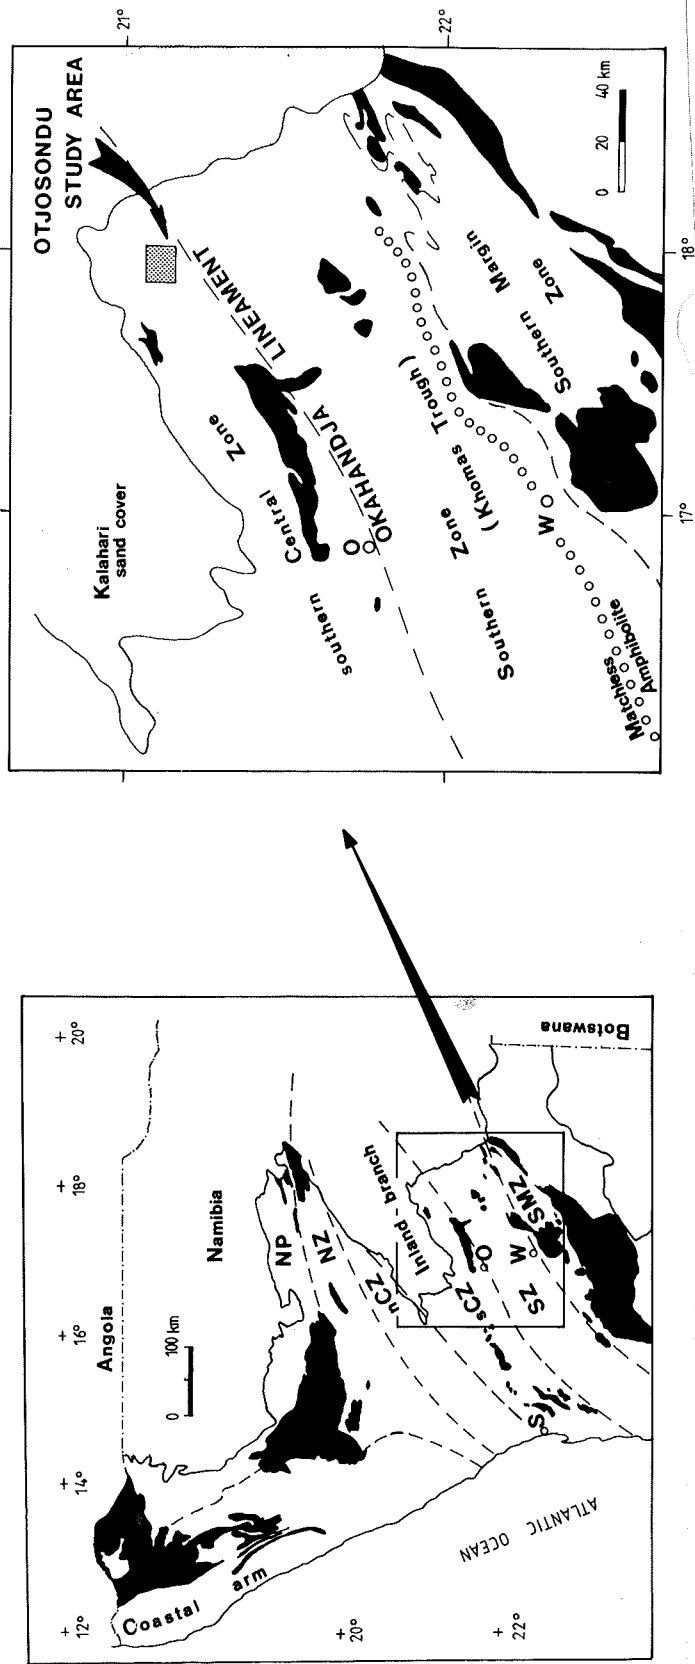 12°
14°
16°
18°
20°
Angola
0 100 km
Namibia
Botswana
Coastal arm
NP
NZ
nCZ
Inland branch
sCZ
O
SZ
W
SMZ
S
20°
22°
ATLANTIC OCEAN
OTJOSONDU
STUDY AREA
21°
22°
Kalahari
sand cover
southern Central Zone
O
OKAHANDJA LINEAMENT
Southern Zone
(Khomas Trough)
W
Matchless
Amphibolite
Southern Margin
Zone
0 20 40 km
17°
18°